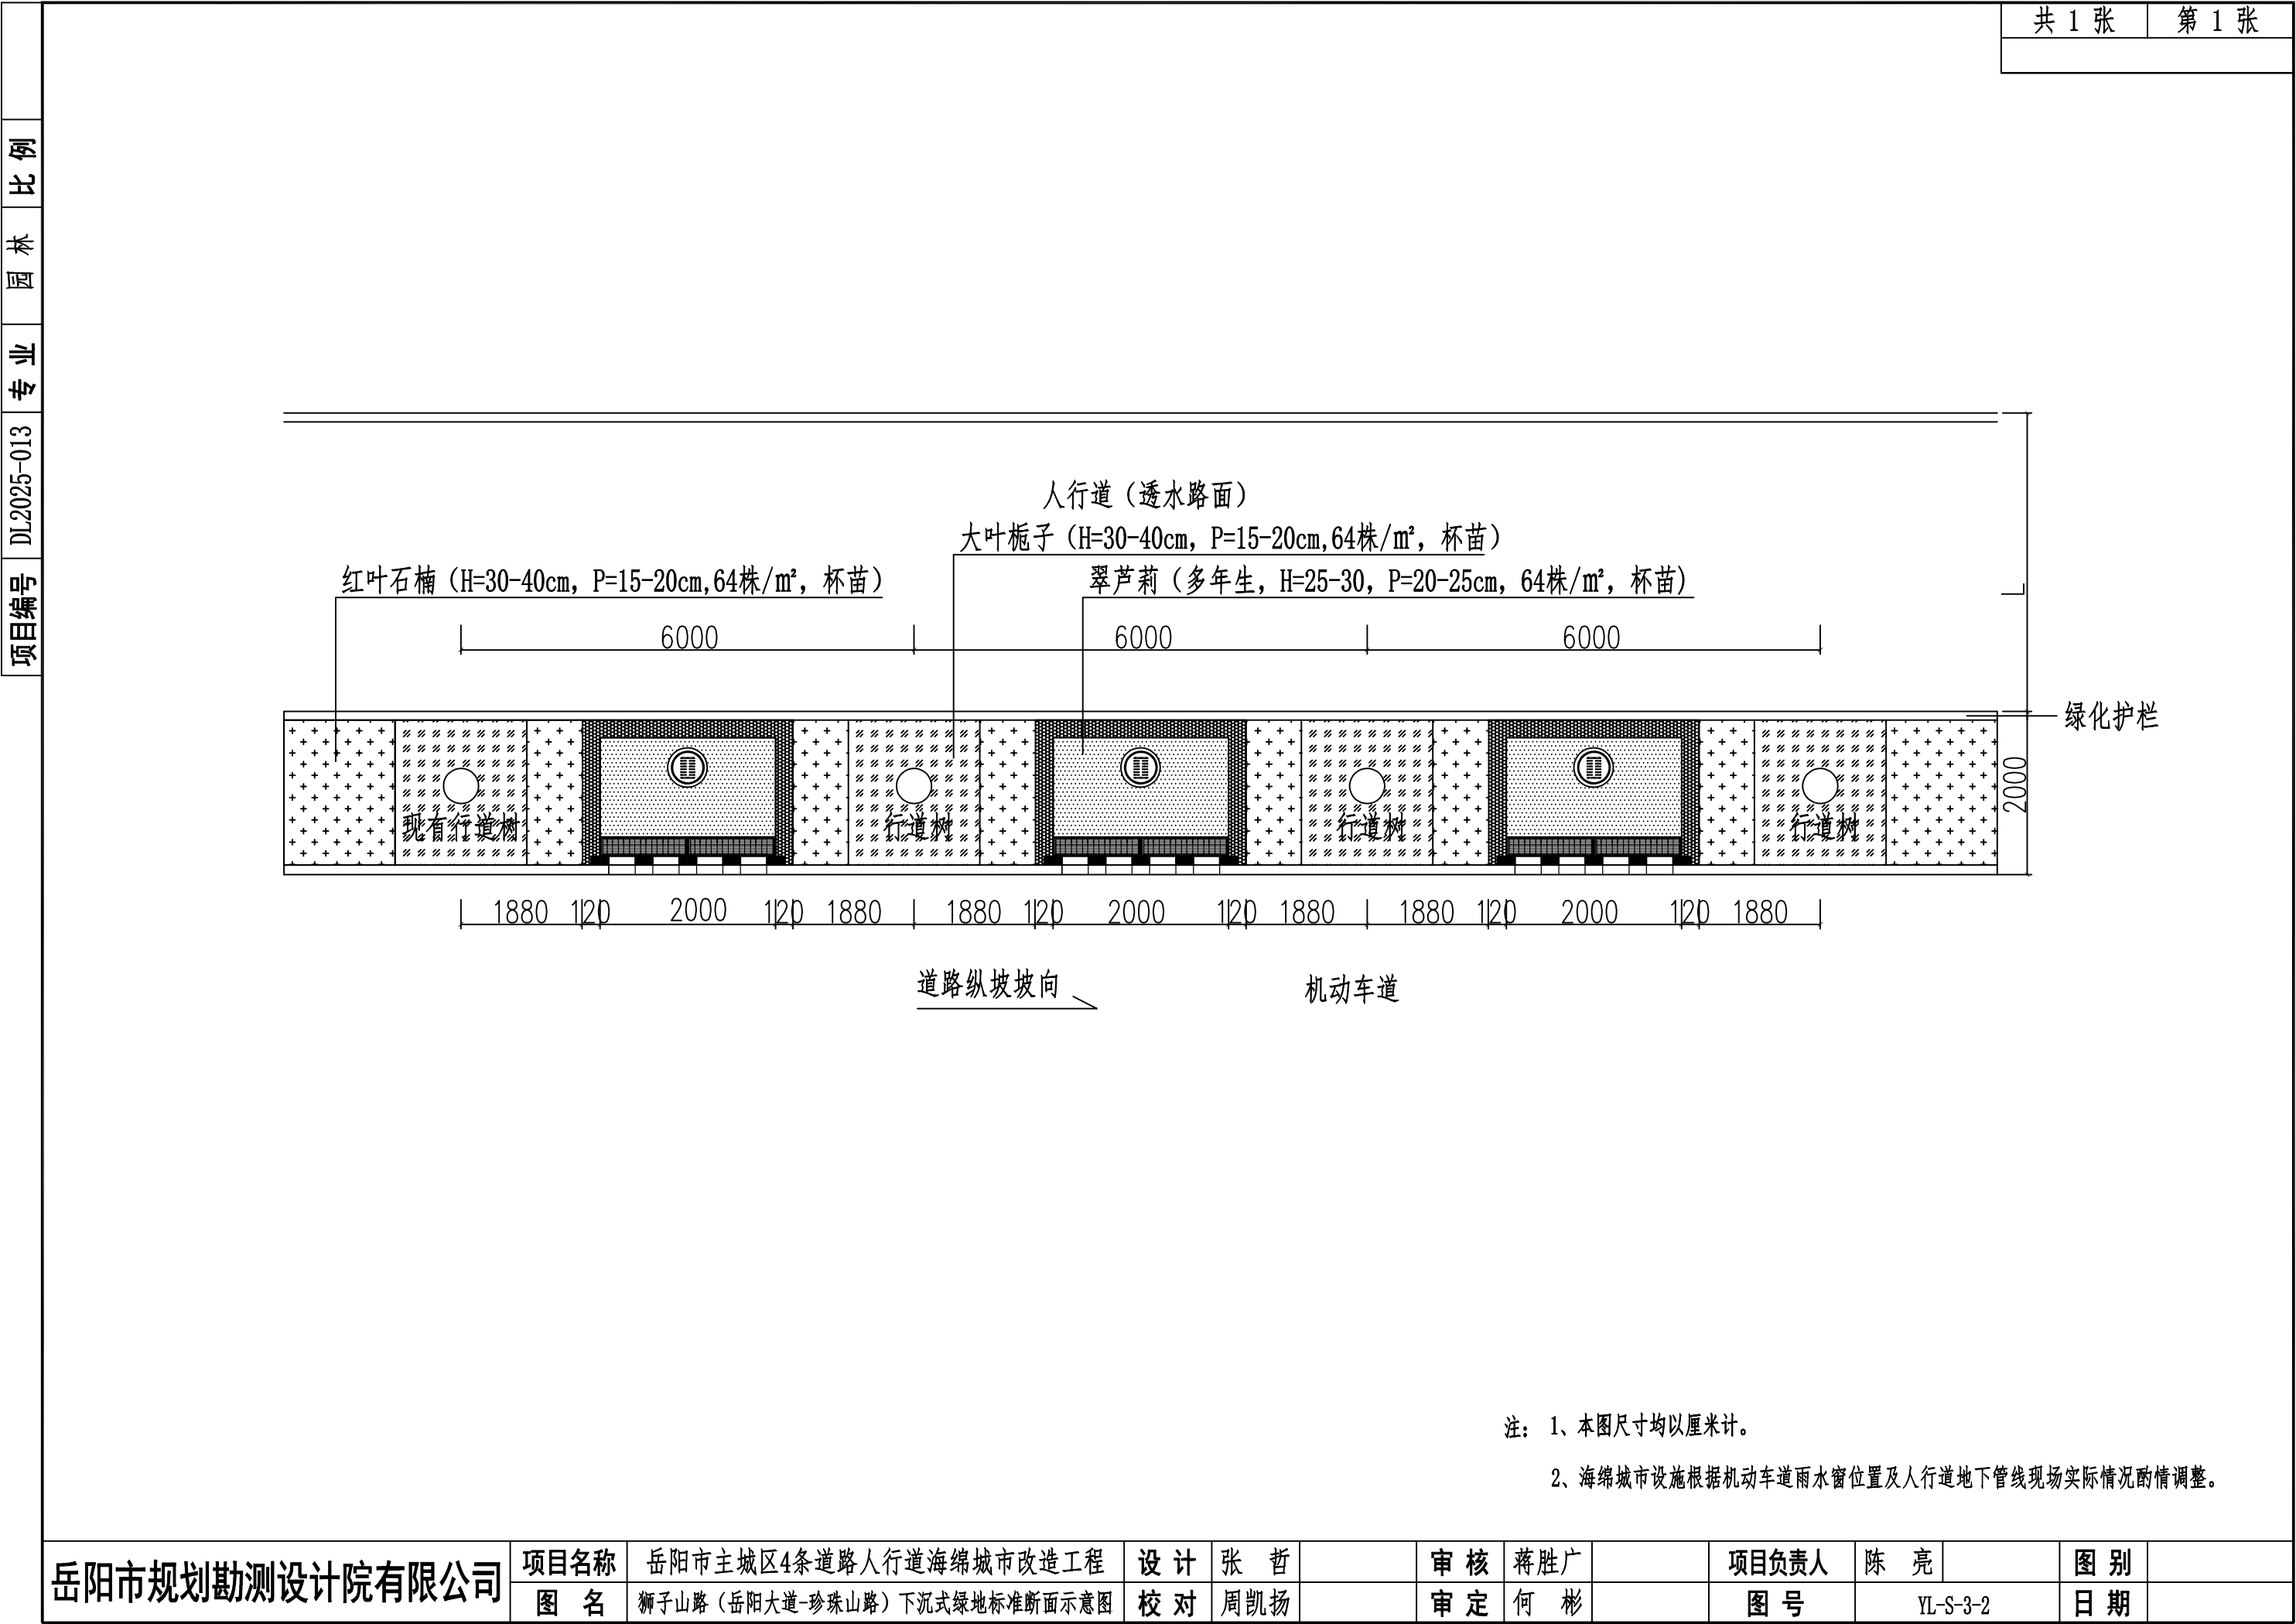 共 1 张 第 1 张
比 例
园 林
专 业
DL2025-013
项目编号
人行道（透水路面）
大叶栀子（H=30-40cm，P=15-20cm,64株/㎡，杯苗）
红叶石楠（H=30-40cm，P=15-20cm,64株/㎡，杯苗）
翠芦莉（多年生，H=25-30，P=20-25cm，64株/㎡，杯苗）
L
6000 6000 6000
绿化护栏
2000
现有行道树 行道树 行道树 行道树
1880 120 2000 120 1880 1880 120 2000 120 1880 1880 120 2000 120 1880
道路纵坡坡向
机动车道
注： 1、本图尺寸均以厘米计。
2、海绵城市设施根据机动车道雨水窗位置及人行道地下管线现场实际情况酌情调整。
岳阳市规划勘测设计院有限公司
项目名称 岳阳市主城区4条道路人行道海绵城市改造工程 设 计 张 哲 审 核 蒋胜广 项目负责人 陈 亮 图 别
图 名 狮子山路（岳阳大道-珍珠山路）下沉式绿地标准断面示意图 校 对 周凯扬 审 定 何 彬 图 号 YL-S-3-2 日 期